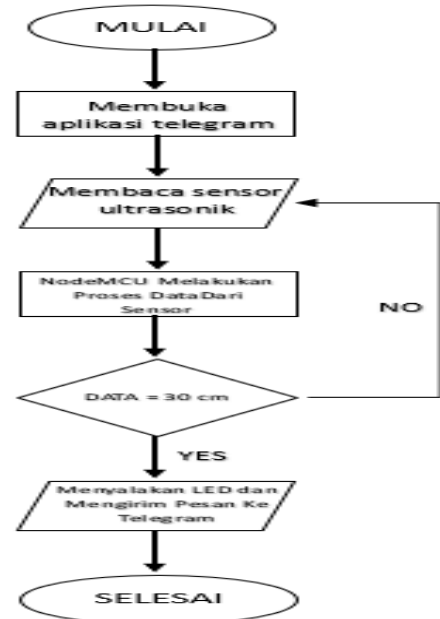 MULAI
Membuka
aplikasi telegram
Membaca sensor
ultrasonik
NodeMCU Melakukan
Proses DataDari
Sensor
NO
DATA = 30 cm
YES
Menyalakan LED dan
Mengirim Pesan Ke
Telegram
SELESAI